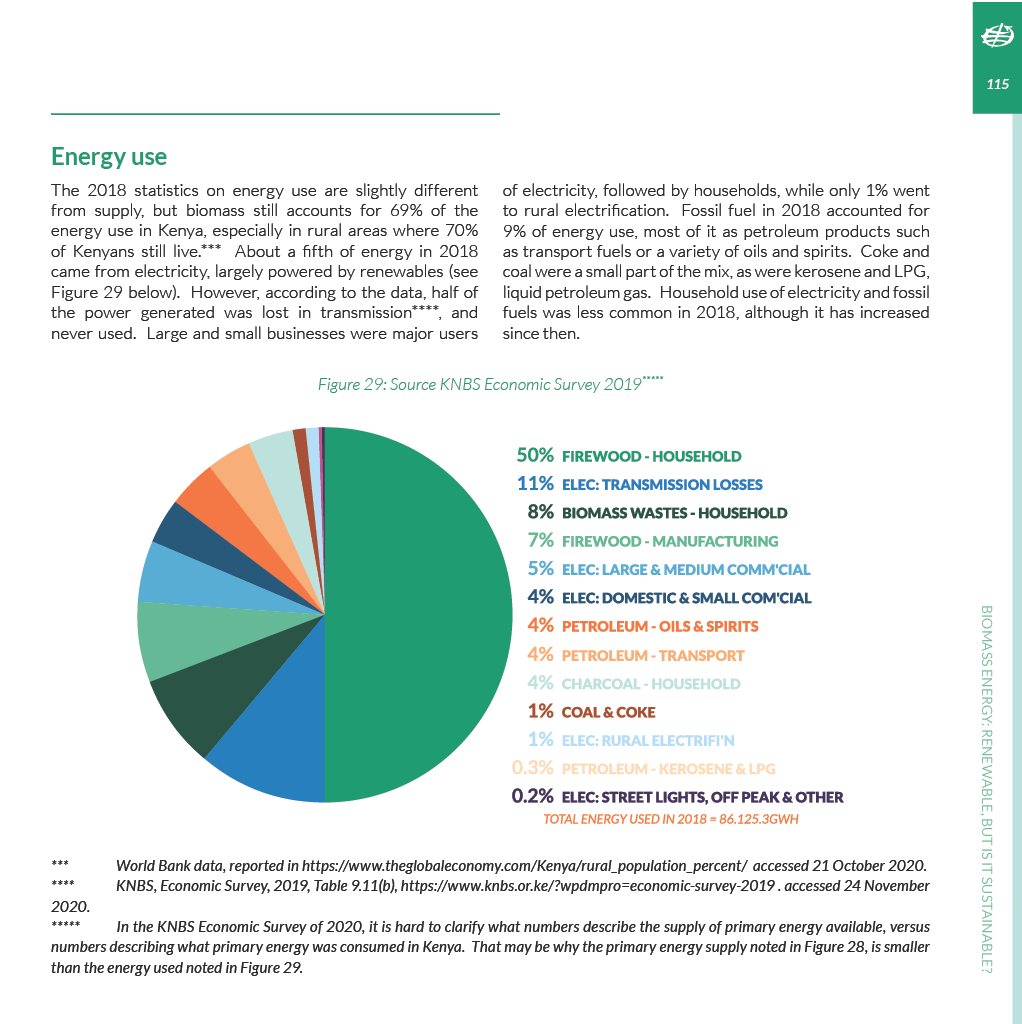 115
Energy use
The 2018 statistics on energy use are slightly different
from supply, but biomass still accounts for 69% of the
energy use in Kenya, especially in rural areas where 70%
of Kenyans still live.*** About a fifth of energy in 2018
came from electricity, largely powered by renewables (see
Figure 29 below). However, according to the data, half of
the power generated was lost in transmission****, and
never used. Large and small businesses were major users
of electricity, followed by households, while only 1% went
to rural electrification. Fossil fuel in 2018 accounted for
9% of energy use, most of it as petroleum products such
as transport fuels or a variety of oils and spirits. Coke and
coal were a small part of the mix, as were kerosene and LPG,
liquid petroleum gas. Household use of electricity and fossil
fuels was less common in 2018, although it has increased
since then.
Figure 29: Source KNBS Economic Survey 2019*****
50% FIREWOOD - HOUSEHOLD
11% ELEC: TRANSMISSION LOSSES
8% BIOMASS WASTES - HOUSEHOLD
7% FIREWOOD - MANUFACTURING
5% ELEC: LARGE & MEDIUM COMM'CIAL
4% ELEC: DOMESTIC & SMALL COM'CIAL
4% PETROLEUM - OILS & SPIRITS
4% PETROLEUM - TRANSPORT
4% CHARCOAL - HOUSEHOLD
1% COAL & COKE
1% ELEC: RURAL ELECTRIFI'N
0.3% PETROLEUM - KEROSENE & LPG
0.2% ELEC: STREET LIGHTS, OFF PEAK & OTHER
TOTAL ENERGY USED IN 2018 = 86.125.3GWH
*** World Bank data, reported in https://www.theglobaleconomy.com/Kenya/rural_population_percent/ accessed 21 October 2020.
**** KNBS, Economic Survey, 2019, Table 9.11(b), https://www.knbs.or.ke/?wpdmpro=economic-survey-2019 . accessed 24 November
2020.
***** In the KNBS Economic Survey of 2020, it is hard to clarify what numbers describe the supply of primary energy available, versus
numbers describing what primary energy was consumed in Kenya. That may be why the primary energy supply noted in Figure 28, is smaller
than the energy used noted in Figure 29.
BIOMASS ENERGY: RENEWABLE, BUT IS IT SUSTAINABLE?